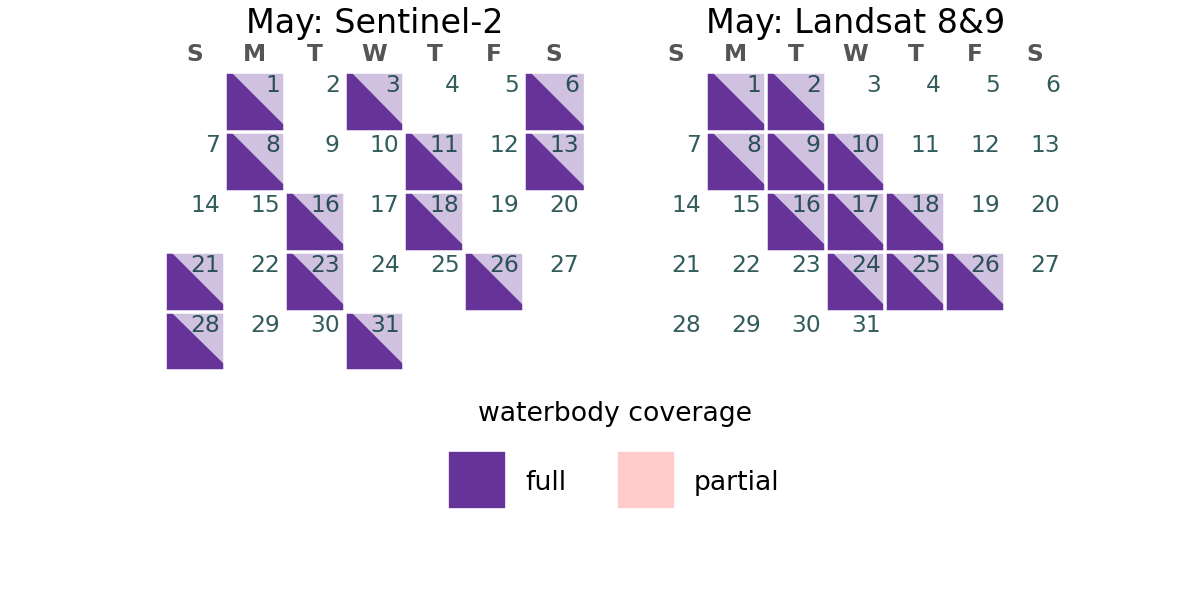 May: Sentinel-2
S M T W T F S
1 2 3 4 5 6
7 8 9 10 11 12 13
14 15 16 17 18 19 20
21 22 23 24 25 26 27
28 29 30 31
May: Landsat 8&9
S M T W T F S
1 2 3 4 5 6
7 8 9 10 11 12 13
14 15 16 17 18 19 20
21 22 23 24 25 26 27
28 29 30 31
waterbody coverage
full partial